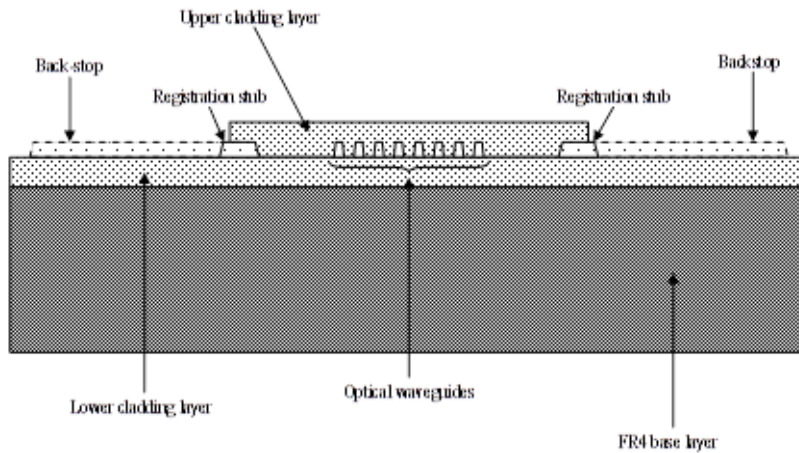 Upper cladding layer
Back-stop
Backstop
Registration stub
Registration stub
Optical waveguides
Lower cladding layer
FR4 base layer